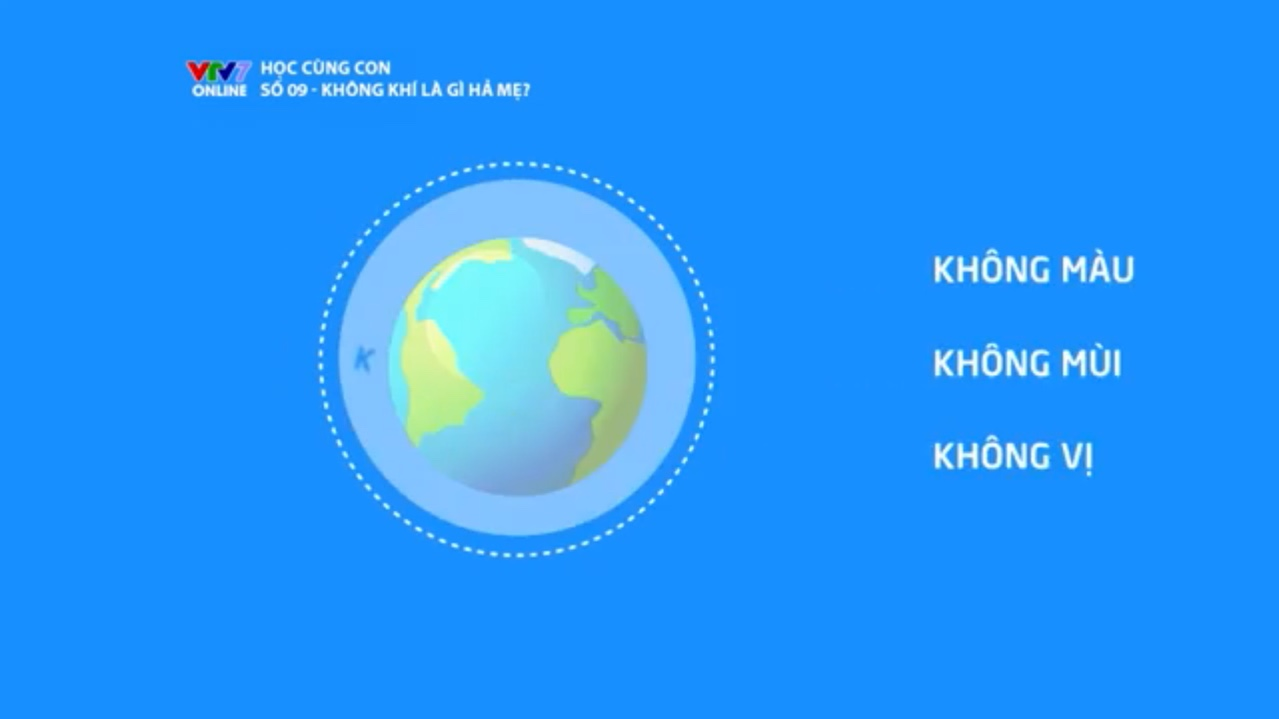 VTV7 HỌC CÙNG CON
ONLINE SỐ 09 - KHÔNG KHÍ LÀ GÌ HẢ MẸ?
KHÔNG MÀU
K
KHÔNG MÙI
KHÔNG VỊ